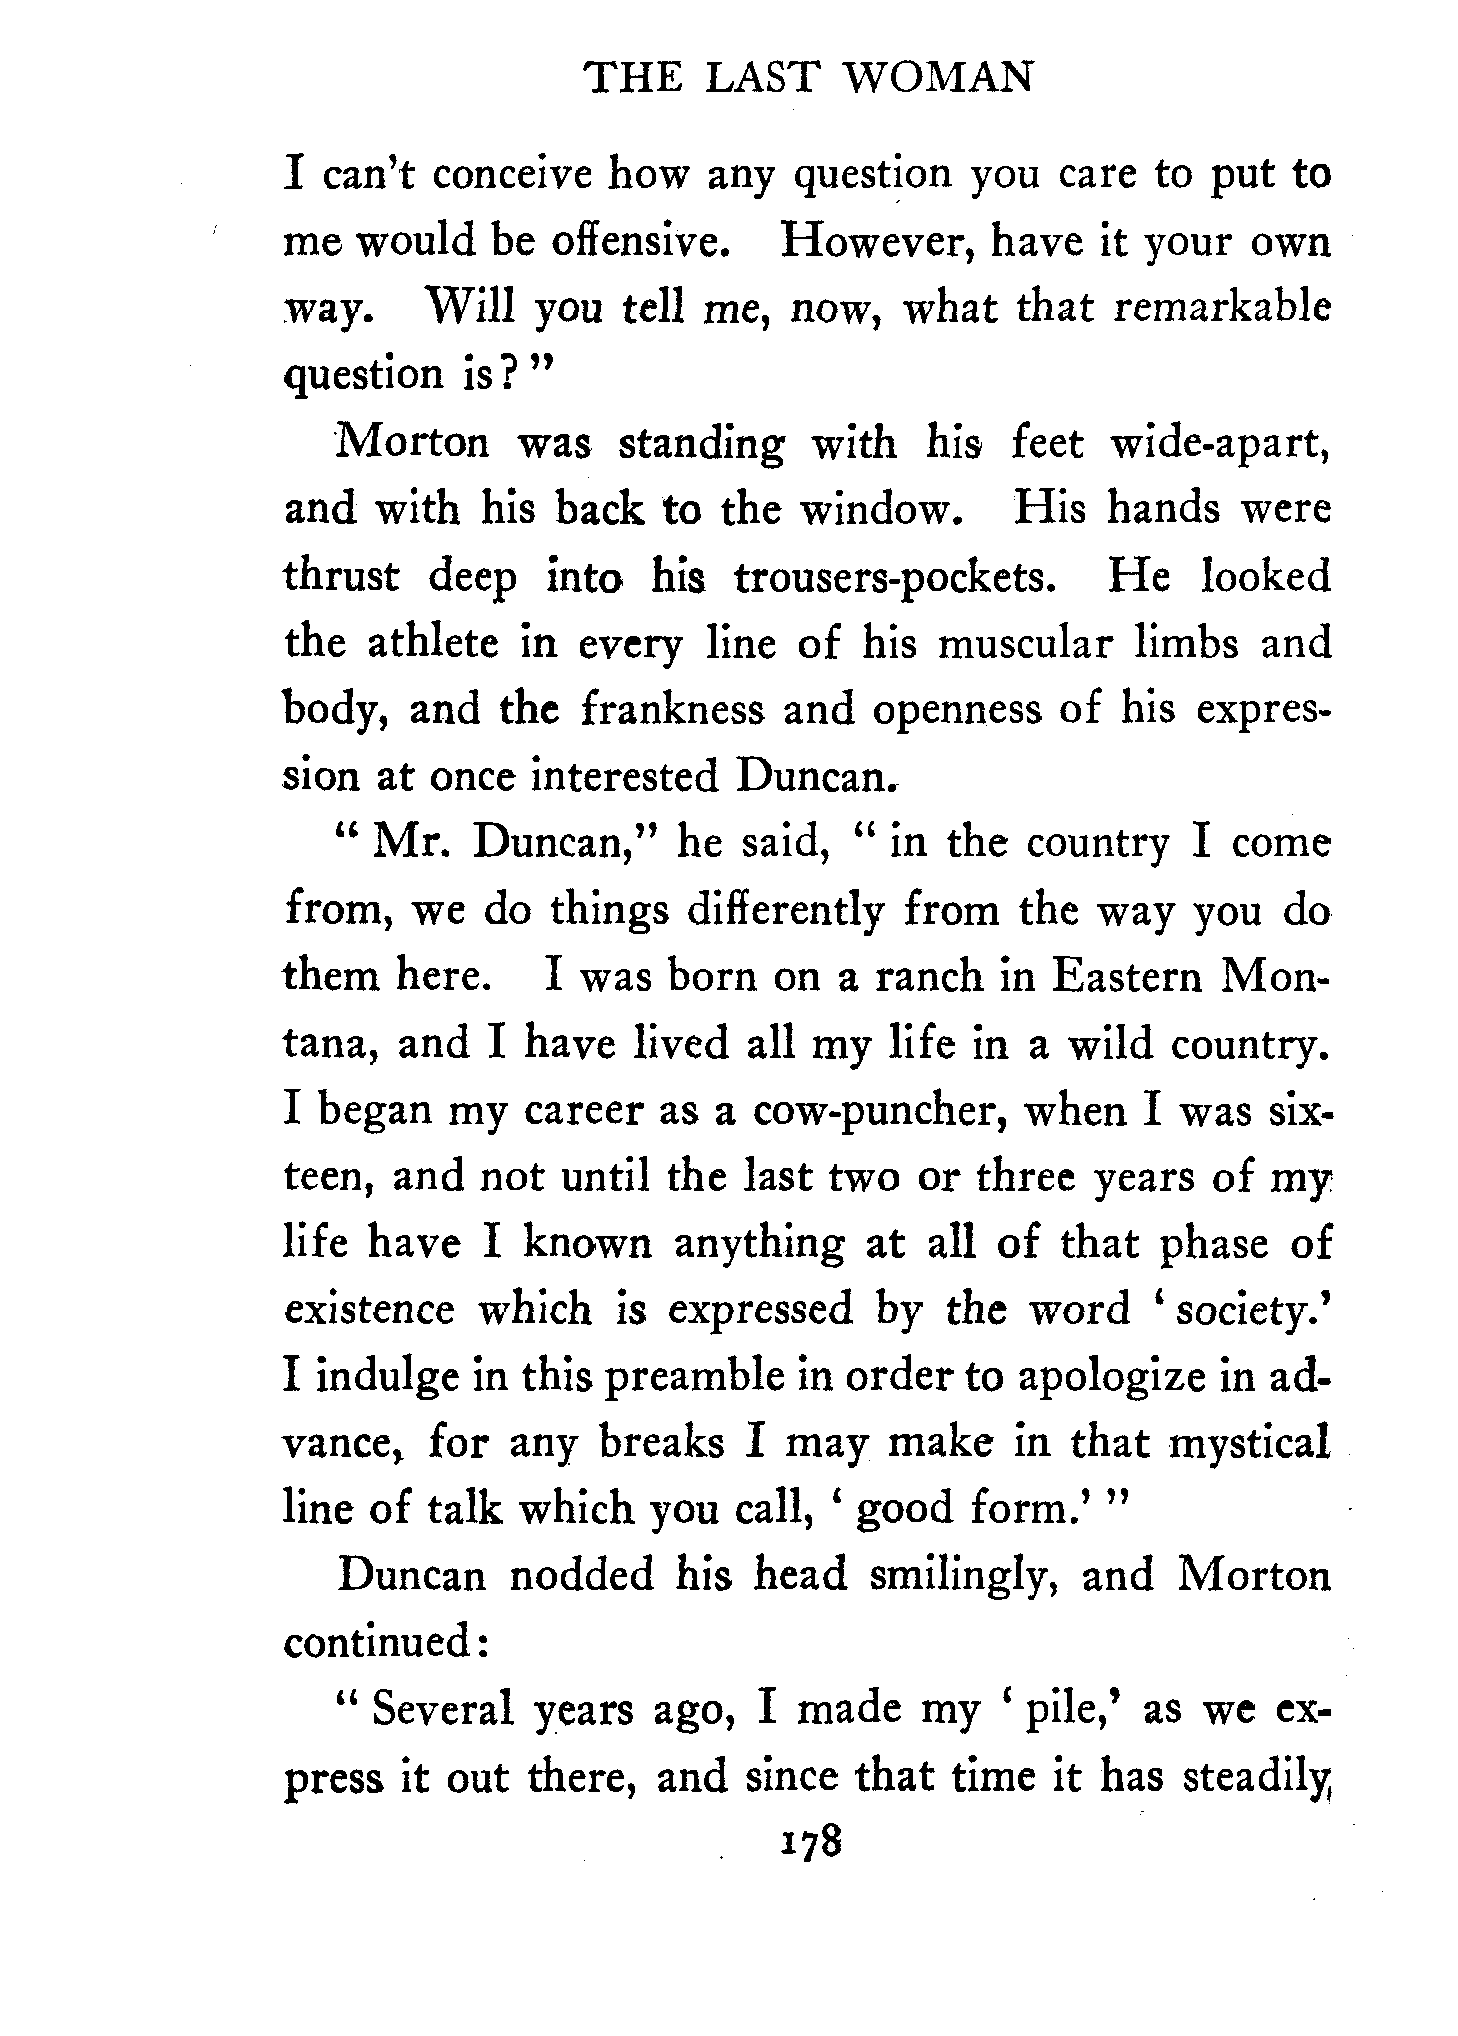 THE LAST WOMAN
I can't conceive how any question you care to put to
me would be offensive. However, have it your own
way. Will you tell me, now, what that remarkable
question is?"
Morton was standing with his feet wide-apart,
and with his back to the window. His hands were
thrust deep into his trousers-pockets. He looked
the athlete in every line of his muscular limbs and
body, and the frankness and openness of his expres-
sion at once interested Duncan.
"Mr. Duncan," he said, "in the country I come
from, we do things differently from the way you do
them here. I was born on a ranch in Eastern Mon-
tana, and I have lived all my life in a wild country.
I began my career as a cow-puncher, when I was six-
teen, and not until the last two or three years of my
life have I known anything at all of that phase of
existence which is expressed by the word 'society.'
I indulge in this preamble in order to apologize in ad-
vance, for any breaks I may make in that mystical
line of talk which you call, 'good form.'"
Duncan nodded his head smilingly, and Morton
continued:
"Several years ago, I made my 'pile,' as we ex-
press it out there, and since that time it has steadily
178